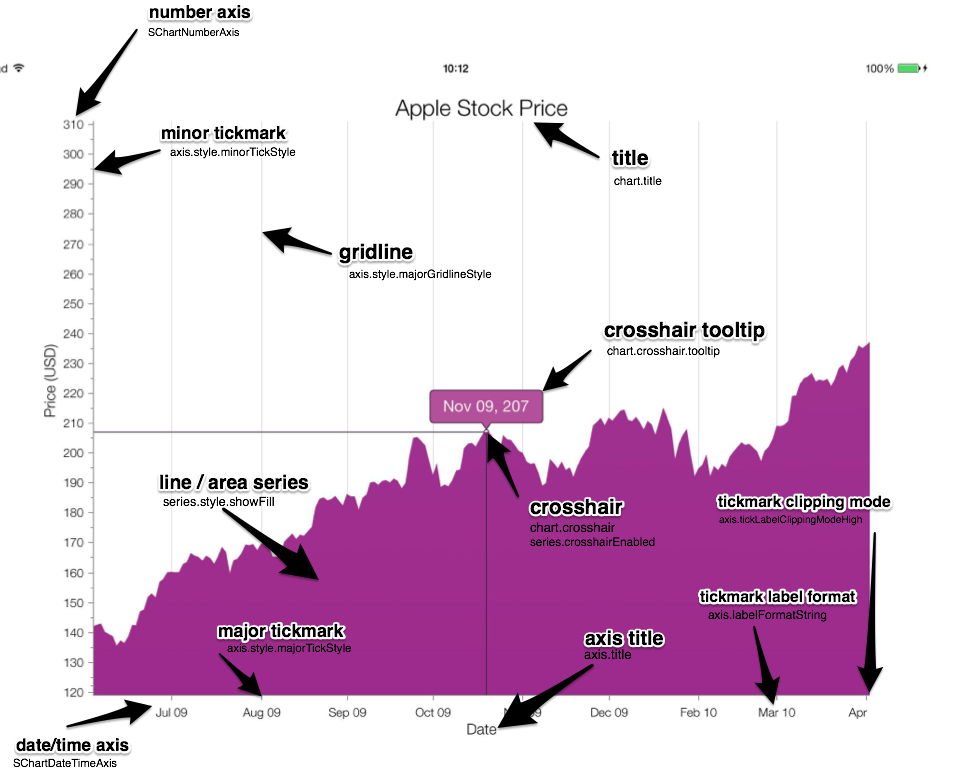 number axis
SChartNumberAxis
10:12
100%
Apple Stock Price
310
minor tickmark
axis.style.minorTickStyle
300
title
chart.title
290
280
gridline
axis.style.majorGridlineStyle
270
260
250
crosshair tooltip
chart.crosshair.tooltip
240
230
Price (USD)
220
Nov 09, 207
210
200
line / area series
series.style.showFill
190
tickmark clipping mode
axis.tickLabelClippingModeHigh
crosshair
chart.crosshair
series.crosshairEnabled
180
170
160
tickmark label format
axis.labelFormatString
150
major tickmark
axis.style.majorTickStyle
140
axis title
axis.title
130
120
Jul 09
Aug 09
Sep 09
Oct 09
Dec 09
Feb 10
Mar 10
Apr
Date
date/time axis
SChartDateTimeAxis